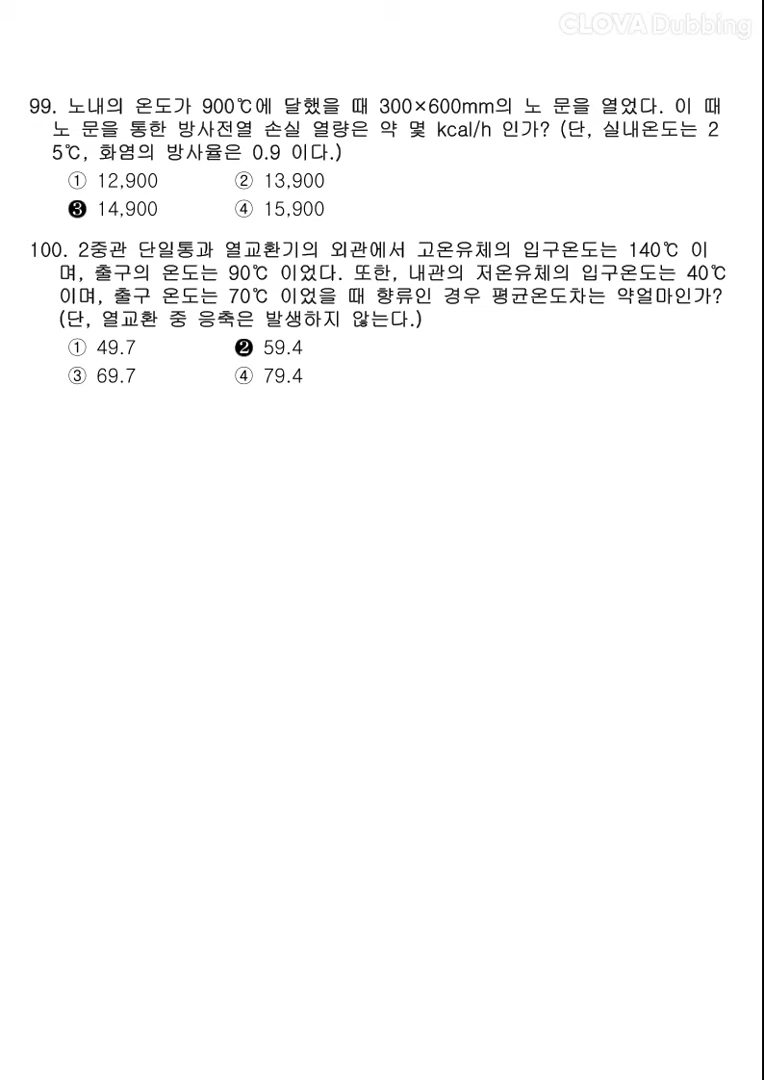 CLOVA Dubbing
99. 노내의 온도가 900℃에 달했을 때 300×600mm의 노 문을 열었다. 이 때
노 문을 통한 방사전열 손실 열량은 약 몇 kcal/h 인가? (단, 실내온도는 2
5℃, 화염의 방사율은 0.9 이다.)
① 12,900 ② 13,900
❸ 14,900 ④ 15,900
100. 2중관 단일통과 열교환기의 외관에서 고온유체의 입구온도는 140℃ 이
며, 출구의 온도는 90℃ 이었다. 또한, 내관의 저온유체의 입구온도는 40℃
이며, 출구 온도는 70℃ 이었을 때 향류인 경우 평균온도차는 약얼마인가?
(단, 열교환 중 응축은 발생하지 않는다.)
① 49.7 ❷ 59.4
③ 69.7 ④ 79.4